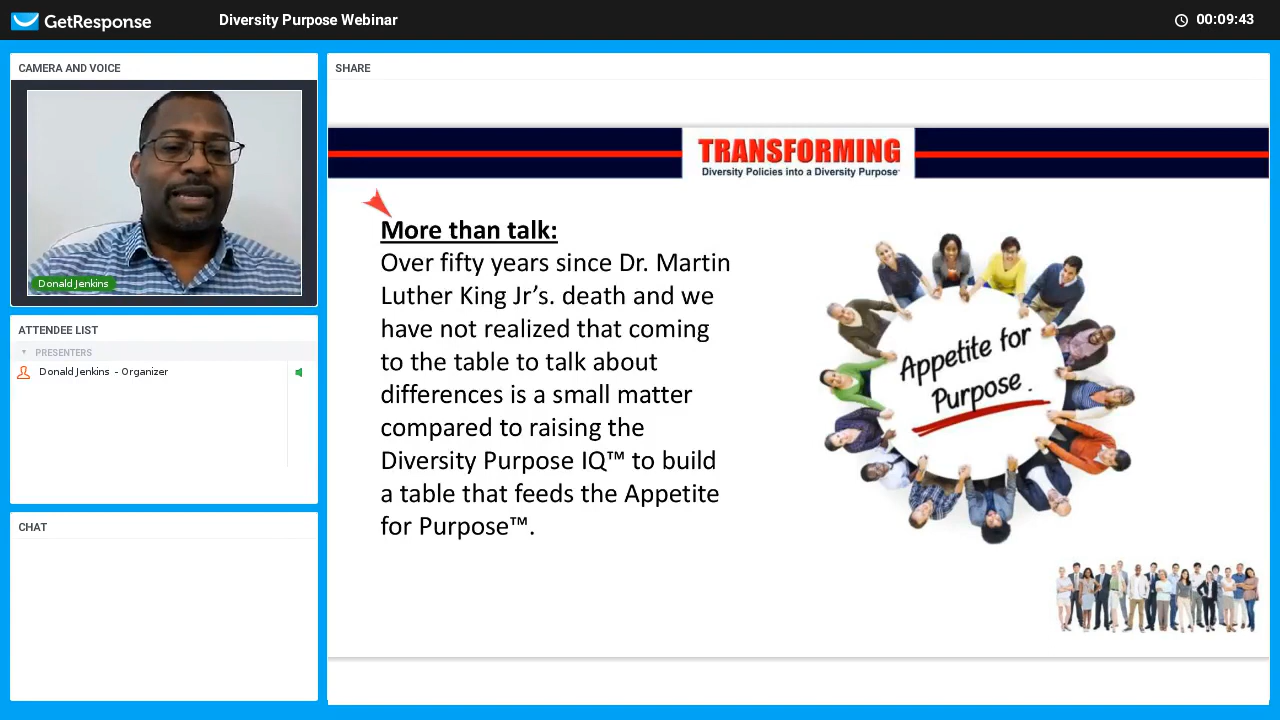 GetResponse
Diversity Purpose Webinar
00:09:43
CAMERA AND VOICE
Donald Jenkins
ATTENDEE LIST
PRESENTERS
Donald Jenkins - Organizer
CHAT
SHARE
TRANSFORMING
Diversity Policies into a Diversity Purpose
More than talk:
Over fifty years since Dr. Martin
Luther King Jr’s. death and we
have not realized that coming
to the table to talk about
differences is a small matter
compared to raising the
Diversity Purpose IQ™ to build
a table that feeds the Appetite
for Purpose™.
Appetite for
Purpose .